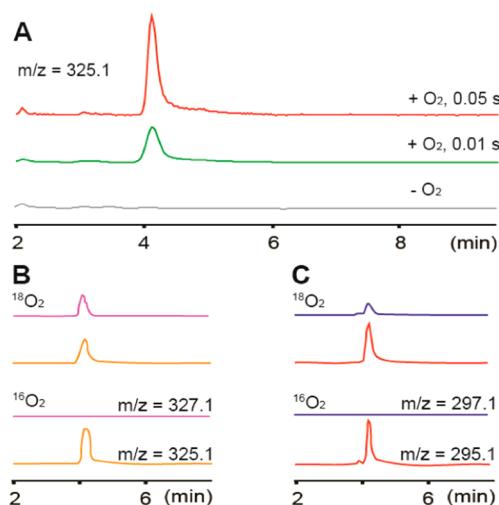 A
m/z = 325.1
+ O₂, 0.05 s
+ O₂, 0.01 s
- O₂
2 4 6 8 (min)
B
¹⁸O₂
¹⁶O₂
m/z = 327.1
m/z = 325.1
2 6 (min)
C
¹⁸O₂
¹⁶O₂
m/z = 297.1
m/z = 295.1
2 6 (min)